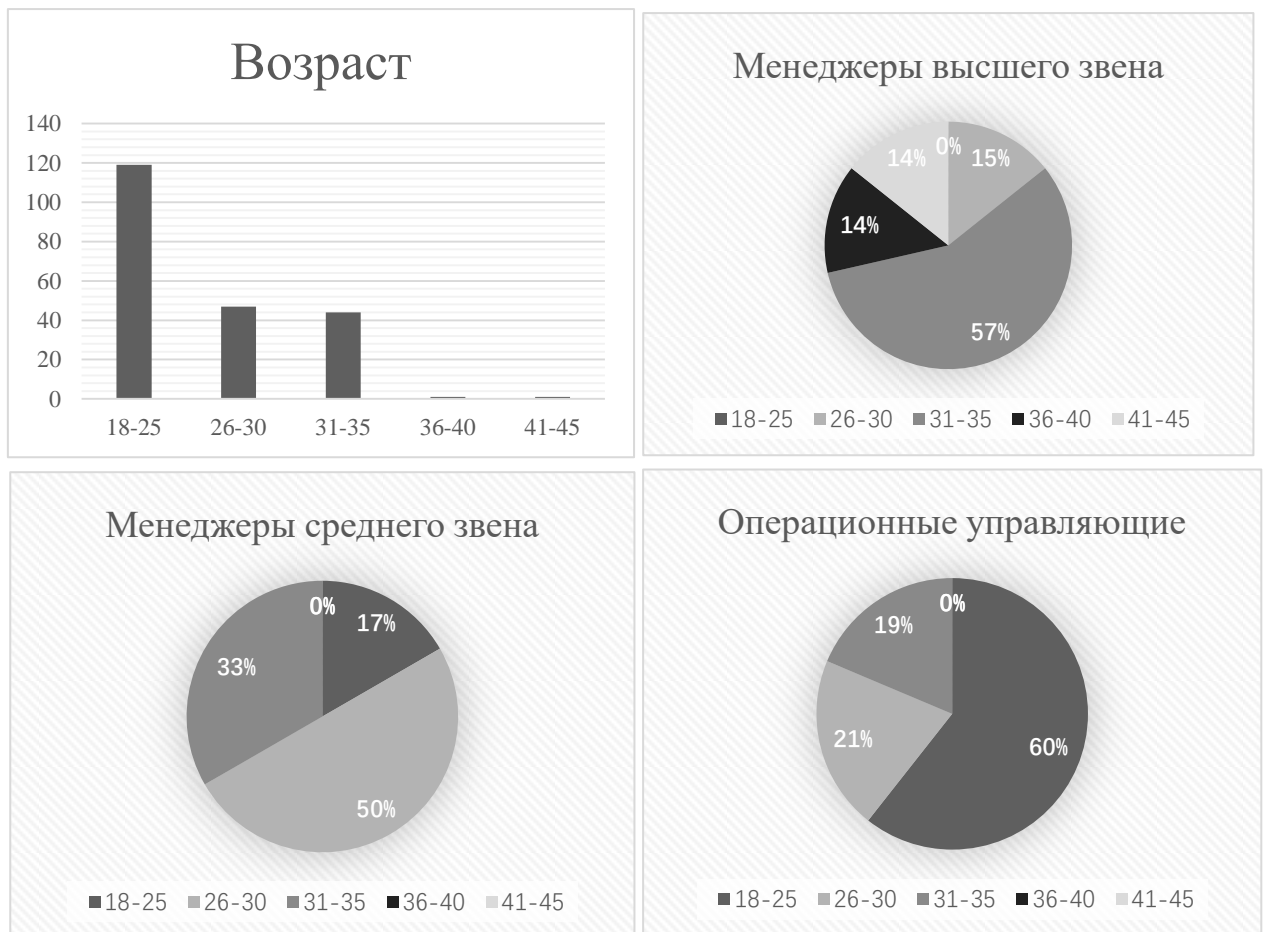 Возраст
140
120
100
80
60
40
20
0
18-25 26-30 31-35 36-40 41-45
Менеджеры высшего звена
14% 0% 15%
14%
57%
18-25 26-30 31-35 36-40 41-45
Менеджеры среднего звена
0% 17%
33%
50%
18-25 26-30 31-35 36-40 41-45
Операционные управляющие
0%
19%
21% 60%
18-25 26-30 31-35 36-40 41-45